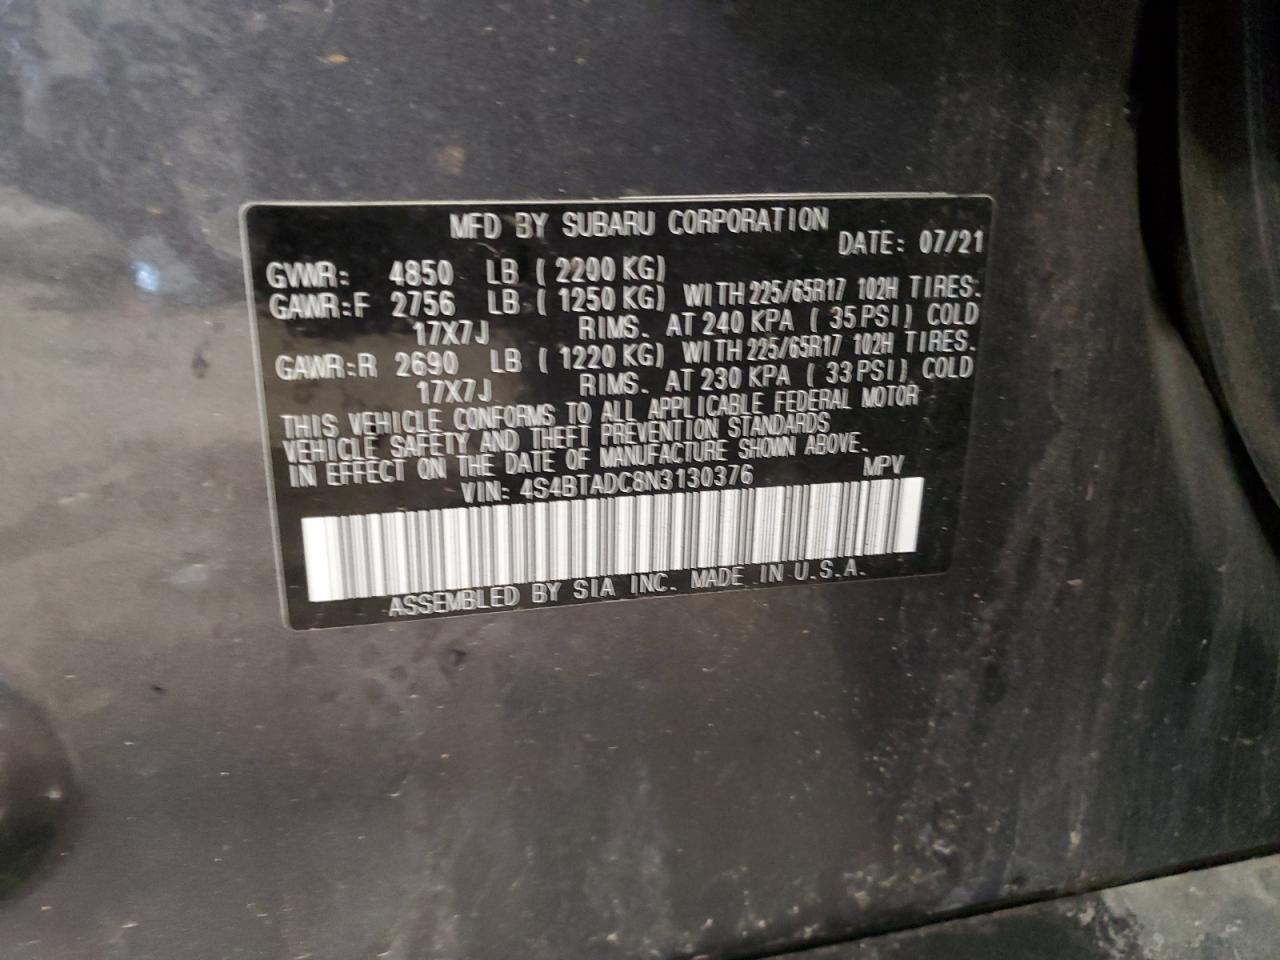 MFD BY SUBARU CORPORATION
DATE: 07/21
GVWR: 4850 LB ( 2200 KG)
GAWR:F 2756 LB ( 1250 KG) WITH 225/65R17 102H TIRES.
17X7J RIMS. AT 240 KPA ( 35PSI) COLD
GAWR:R 2690 LB ( 1220 KG) WITH 225/65R17 102H TIRES.
17X7J RIMS. AT 230 KPA ( 33PSI) COLD
THIS VEHICLE CONFORMS TO ALL APPLICABLE FEDERAL MOTOR
VEHICLE SAFETY AND THEFT PREVENTION STANDARDS
IN EFFECT ON THE DATE OF MANUFACTURE SHOWN ABOVE.
VIN: 4S4BTADC8N3130376 MPV
ASSEMBLED BY SIA INC. MADE IN U.S.A.